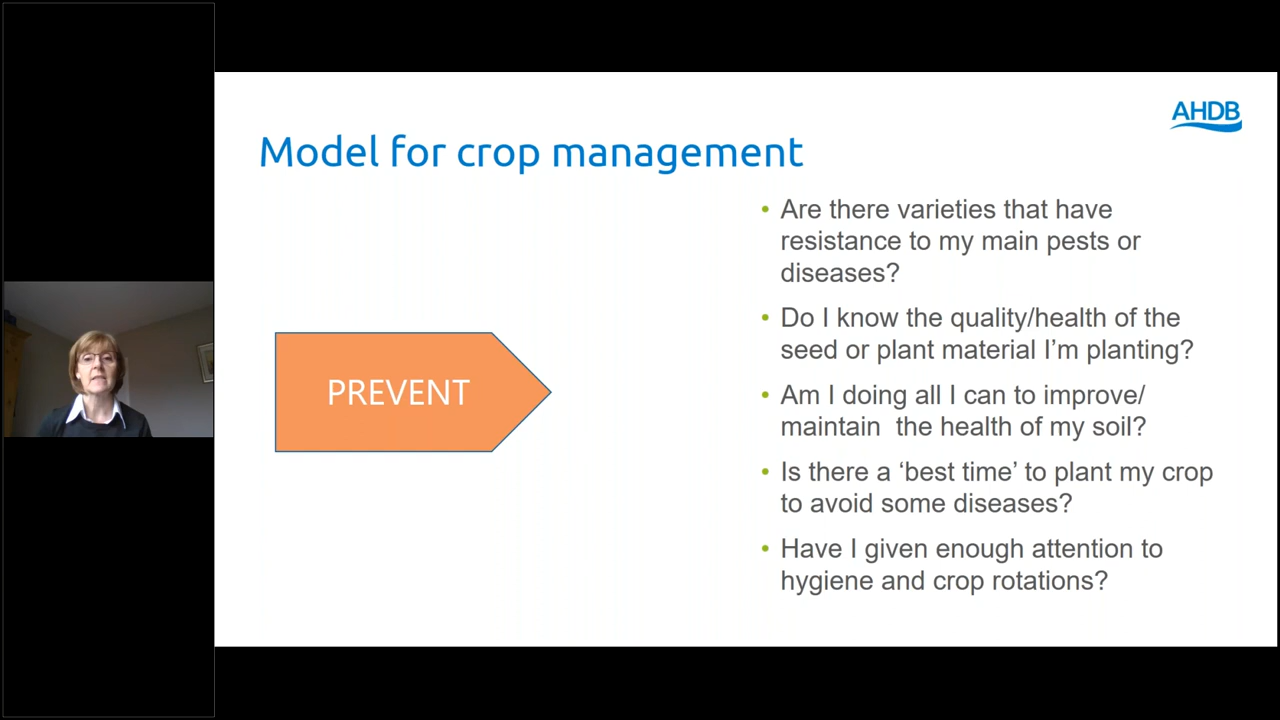 AHDB
Model for crop management
PREVENT
• Are there varieties that have
resistance to my main pests or
diseases?
• Do I know the quality/health of the
seed or plant material I’m planting?
• Am I doing all I can to improve/
maintain  the health of my soil?
• Is there a ‘best time’ to plant my crop
to avoid some diseases?
• Have I given enough attention to
hygiene and crop rotations?